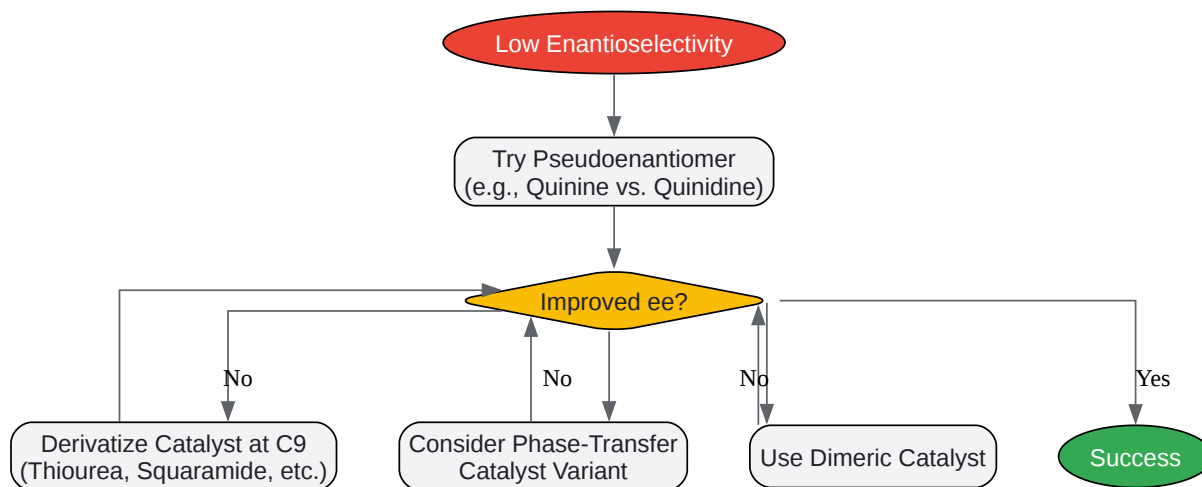 Low Enantioselectivity
Try Pseudoenantiomer
(e.g., Quinine vs. Quinidine)
Improved ee?
No
No
No
Yes
Derivatize Catalyst at C9
(Thiourea, Squaramide, etc.)
Consider Phase-Transfer
Catalyst Variant
Use Dimeric Catalyst
Success